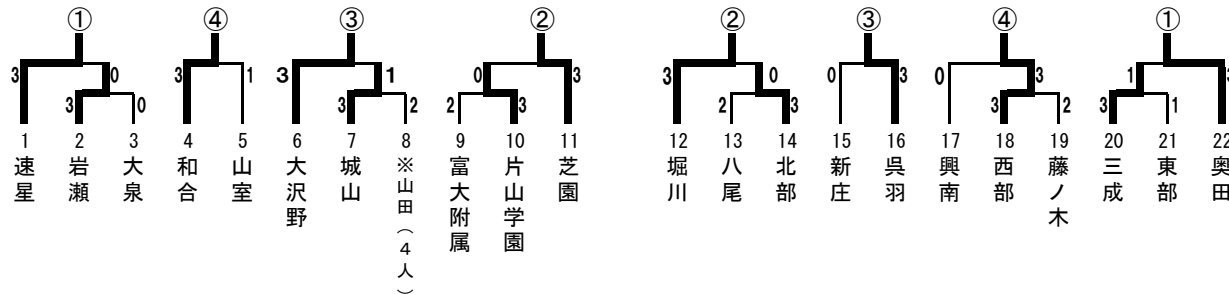 ① ④ ③ ② ② ③ ④ ①
3 0 3 1 3 1 0 3 3 0 0 3 0 3 1 3
3 0 3 2 2 3 2 3 3 2 3 1
1 2 3 4 5 6 7 8 9 10 11 12 13 14 15 16 17 18 19 20 21 22
速星
岩瀬
大泉
和合
山室
大沢野
城山
※山田（４人）
富大附属
片山学園
芝園
堀川
八尾
北部
新庄
呉羽
興南
西部
藤ノ木
三成
東部
奥田